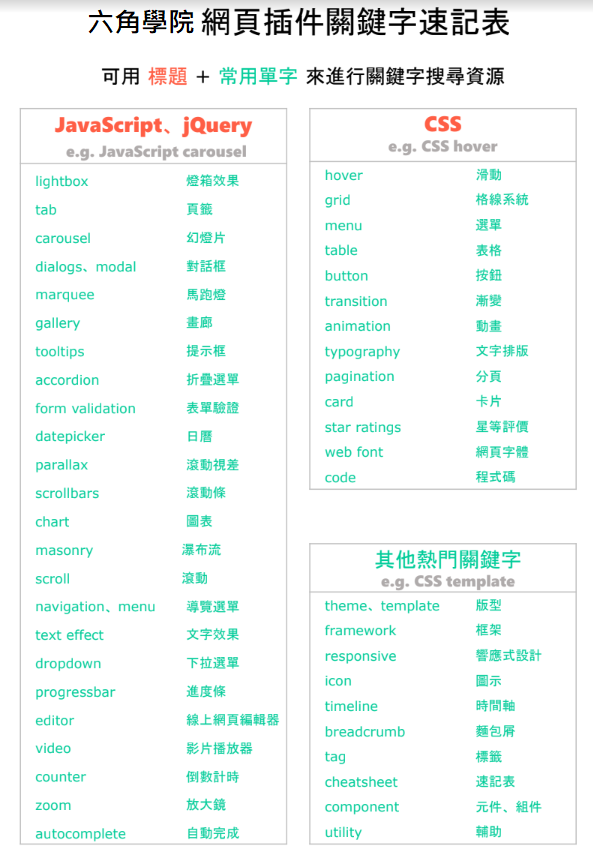 六角學院 網頁插件關鍵字速記表
可用 標題 + 常用單字 來進行關鍵字搜尋資源
JavaScript、jQuery
e.g. JavaScript carousel
lightbox 燈箱效果
tab 頁籤
carousel 幻燈片
dialogs、modal 對話框
marquee 馬跑燈
gallery 畫廊
tooltips 提示框
accordion 折疊選單
form validation 表單驗證
datepicker 日曆
parallax 滾動視差
scrollbars 滾動條
chart 圖表
masonry 瀑布流
scroll 滾動
navigation、menu 導覽選單
text effect 文字效果
dropdown 下拉選單
progressbar 進度條
editor 線上網頁編輯器
video 影片播放器
counter 倒數計時
zoom 放大鏡
autocomplete 自動完成
CSS
e.g. CSS hover
hover 滑動
grid 格線系統
menu 選單
table 表格
button 按鈕
transition 漸變
animation 動畫
typography 文字排版
pagination 分頁
card 卡片
star ratings 星等評價
web font 網頁字體
code 程式碼
其他熱門關鍵字
e.g. CSS template
theme、template 版型
framework 框架
responsive 響應式設計
icon 圖示
timeline 時間軸
breadcrumb 麵包屑
tag 標籤
cheatsheet 速記表
component 元件、組件
utility 輔助